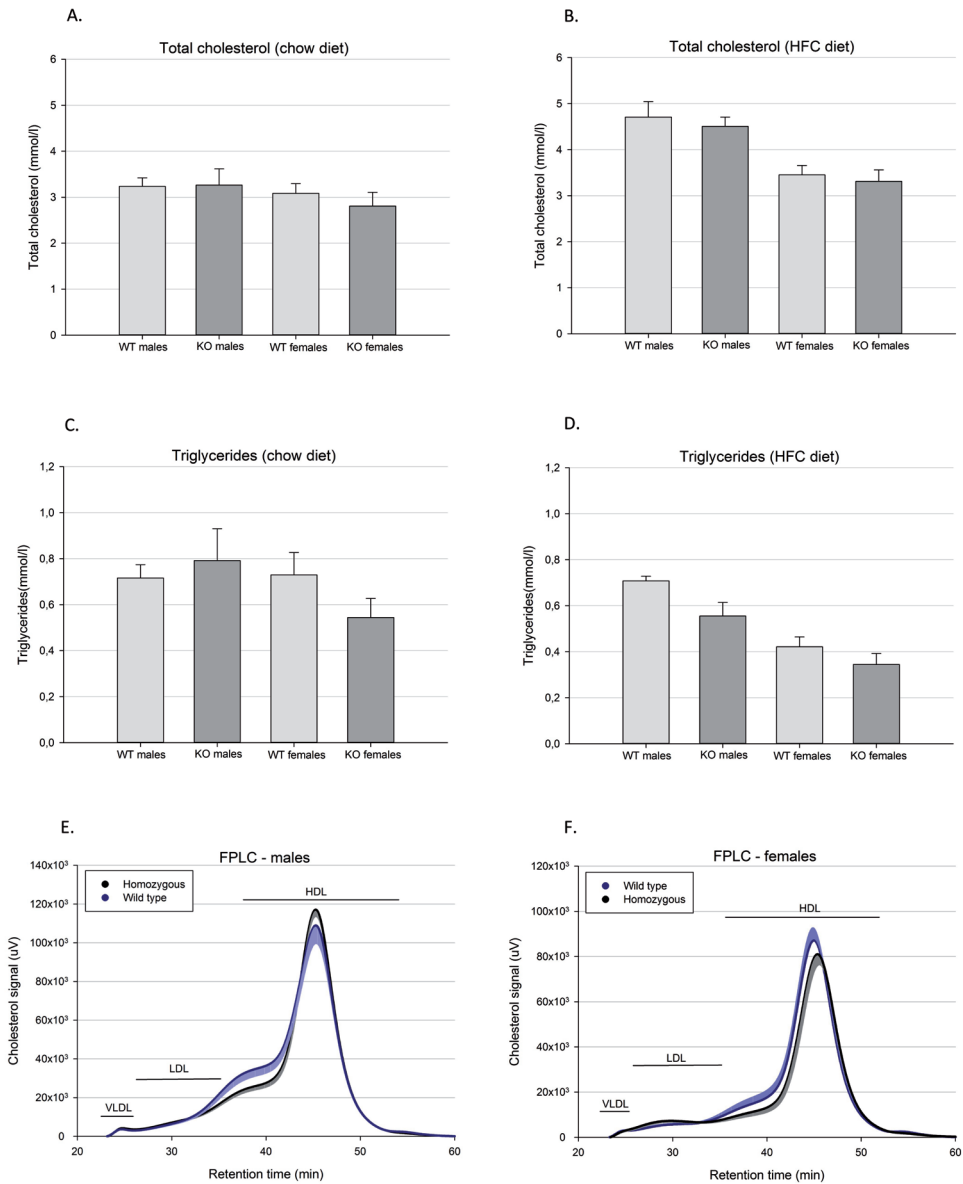 A.
Total cholesterol (chow diet)
Total cholesterol (mmol/l)
6
5
4
3
2
1
0
WT males
KO males
WT females
KO females
B.
Total cholesterol (HFC diet)
Total cholesterol (mmol/l)
6
5
4
3
2
1
0
WT males
KO males
WT females
KO females
C.
Triglycerides (chow diet)
Triglycerides(mmol/l)
1,2
1,0
0,8
0,6
0,4
0,2
0,0
WT males
KO males
WT females
KO females
D.
Triglycerides (HFC diet)
Triglycerides(mmol/l)
1,2
1,0
0,8
0,6
0,4
0,2
0,0
WT males
KO males
WT females
KO females
E.
FPLC - males
Cholesterol signal (uV)
140x10³
120x10³
100x10³
80x10³
60x10³
40x10³
20x10³
0
Homozygous
Wild type
HDL
LDL
VLDL
20 30 40 50 60
Retention time (min)
F.
FPLC - females
Cholesterol signal (uV)
120x10³
100x10³
80x10³
60x10³
40x10³
20x10³
0
Wild type
Homozygous
HDL
LDL
VLDL
20 30 40 50 60
Retention time (min)